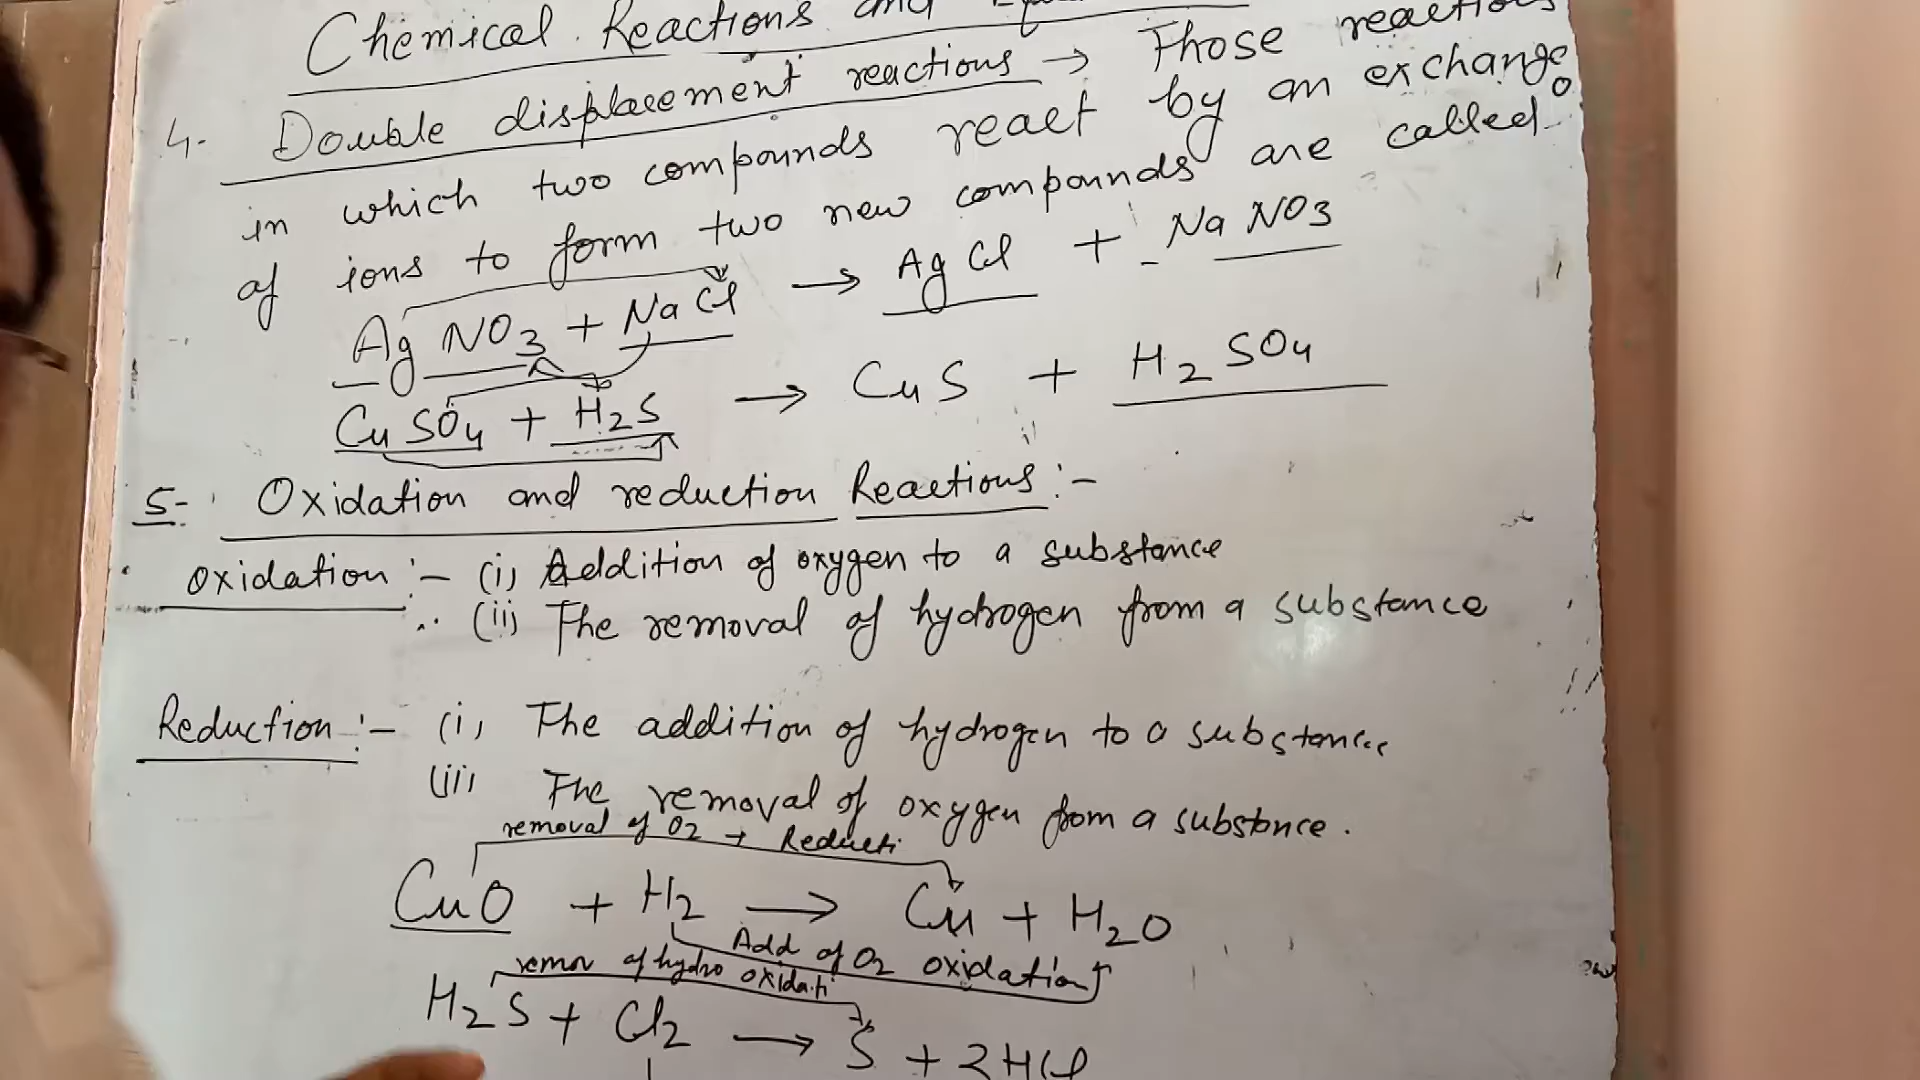 Chemical Reactions and
4. Double displacement reactions → Those reactions
in which two compounds react by an exchange
of ions to form two new compounds are called
AgNO3 + NaCl → AgCl + NaNO3
CuSO4 + H2S → CuS + H2SO4
5- Oxidation and reduction Reactions :-
oxidation :- (i) Addition of oxygen to a substance
(ii) The removal of hydrogen from a substance
Reduction :- (i) The addition of hydrogen to a substance
(ii) The removal of oxygen from a substance.
removal of O2 → Reducti
CuO + H2 → Cu + H2O
Add of O2 oxidation
remov of hydro oxidati
H2S + Cl2 → S + 2HCl